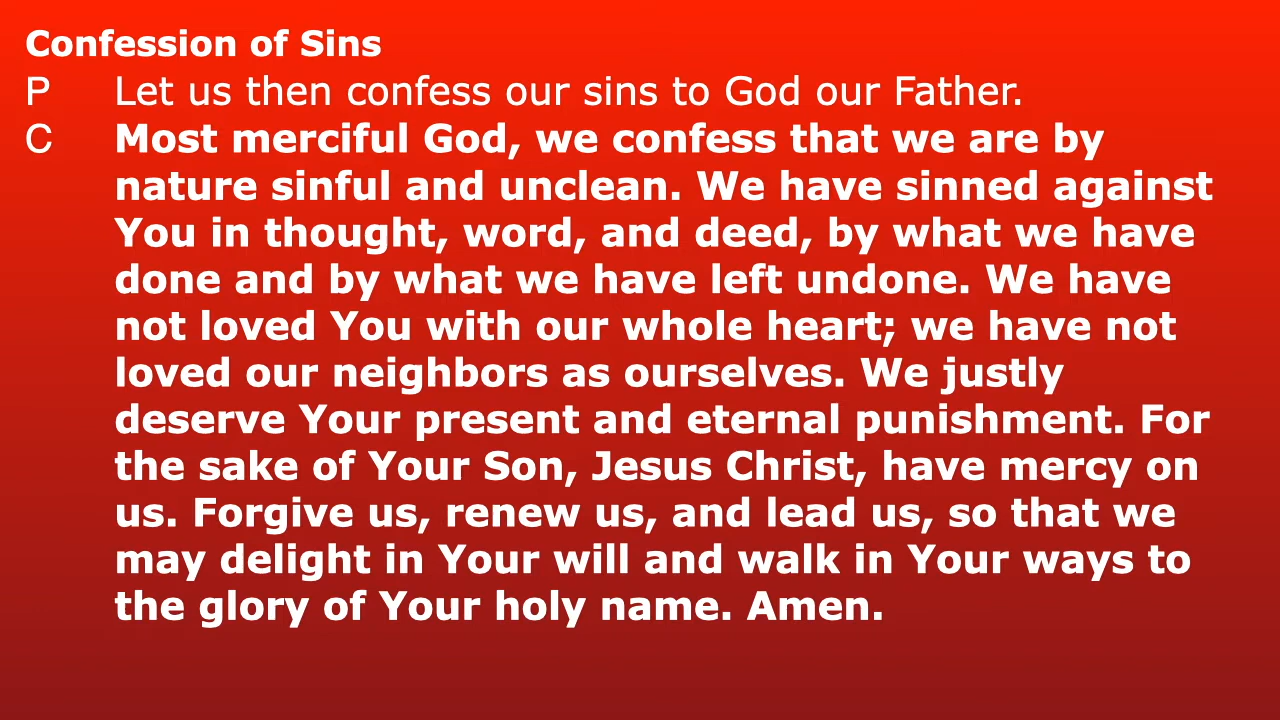 Confession of Sins
P Let us then confess our sins to God our Father.
C Most merciful God, we confess that we are by
nature sinful and unclean. We have sinned against
You in thought, word, and deed, by what we have
done and by what we have left undone. We have
not loved You with our whole heart; we have not
loved our neighbors as ourselves. We justly
deserve Your present and eternal punishment. For
the sake of Your Son, Jesus Christ, have mercy on
us. Forgive us, renew us, and lead us, so that we
may delight in Your will and walk in Your ways to
the glory of Your holy name. Amen.